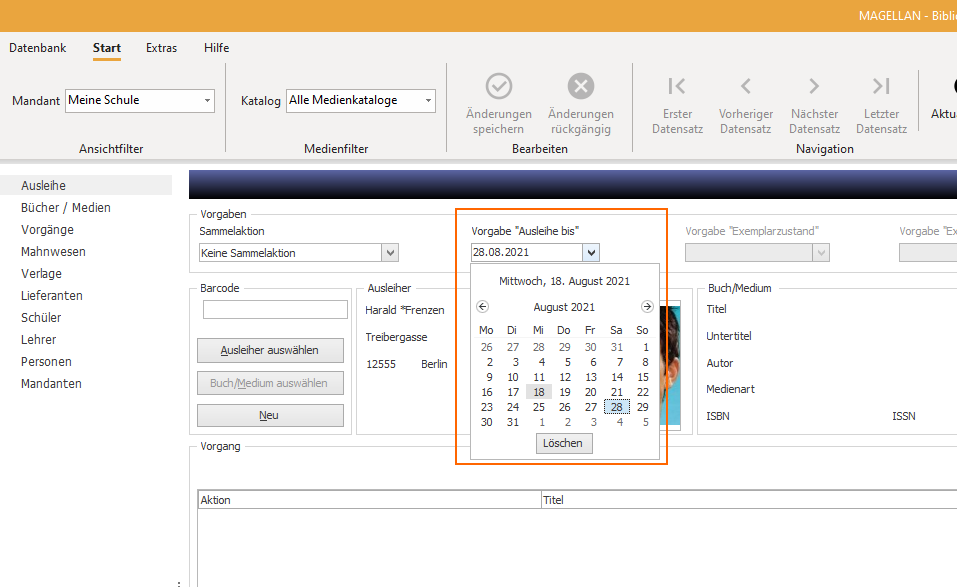 MAGELLAN - Biblic
Datenbank Start Extras Hilfe
Mandant Meine Schule Katalog Alle Medienkataloge
Änderungen speichern Änderungen rückgängig Erster Datensatz Vorheriger Datensatz Nächster Datensatz Letzter Datensatz Aktu
Ansichtfilter Medienfilter Bearbeiten Navigation
Ausleihe
Bücher / Medien
Vorgänge
Mahnwesen
Verlage
Lieferanten
Schüler
Lehrer
Personen
Mandanten
Vorgaben
Sammelaktion Vorgabe "Ausleihe bis" Vorgabe "Exemplarzustand" Vorgabe "Ex
Keine Sammelaktion 28.08.2021
Mittwoch, 18. August 2021
August 2021
Mo Di Mi Do Fr Sa So
26 27 28 29 30 31 1
2 3 4 5 6 7 8
9 10 11 12 13 14 15
16 17 18 19 20 21 22
23 24 25 26 27 28 29
30 31 1 2 3 4 5
Löschen
Barcode
Ausleiher auswählen
Buch/Medium auswählen
Neu
Ausleiher
Harald *Frenzen
Treibergasse
12555 Berlin
Buch/Medium
Titel
Untertitel
Autor
Medienart
ISBN ISSN
Vorgang
Aktion Titel